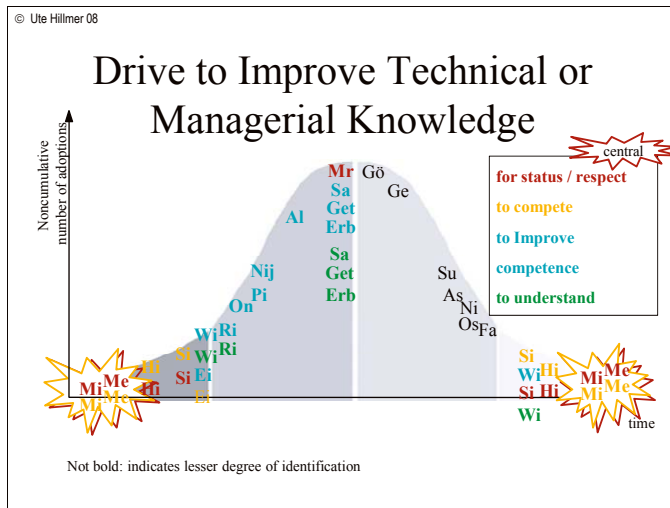 © Ute Hillmer 08
Drive to Improve Technical or
Managerial Knowledge
Noncumulative
number of adoptions
central
for status / respect
to compete
to Improve
competence
to understand
Mr
Gö
Sa
Ge
Get
Al
Erb
Sa
Nij
Get
Su
Pi
Erb
As
On
Ni
Ri
Os Fa
Wi
Ri
Si
Wi
Hi
Si
Ei
Hi
Ei
Mi Me
Mi Me
Si
Wi Hi
Si Hi
Wi
Mi Me
Mi Me
time
Not bold: indicates lesser degree of identification